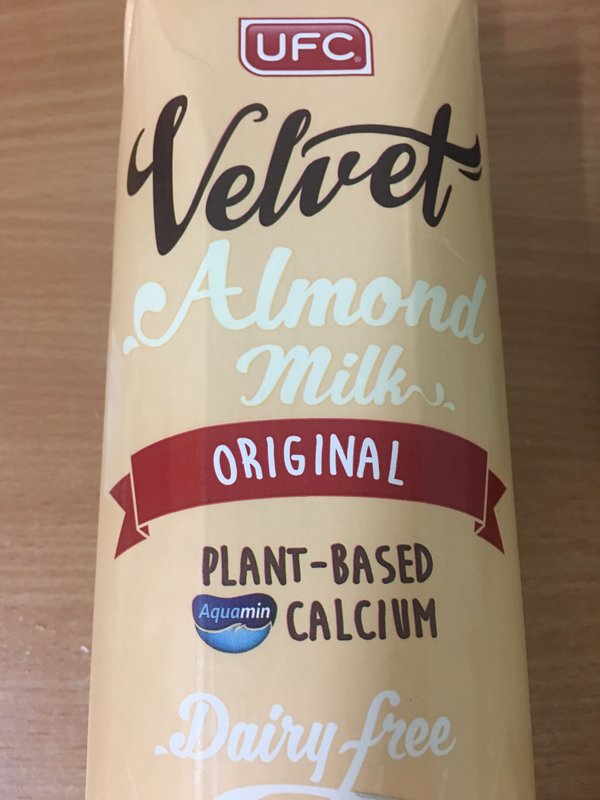 UFC
Velvet
Almond
Milk
ORIGINAL
PLANT-BASED
Aquamin CALCIUM
Dairy free